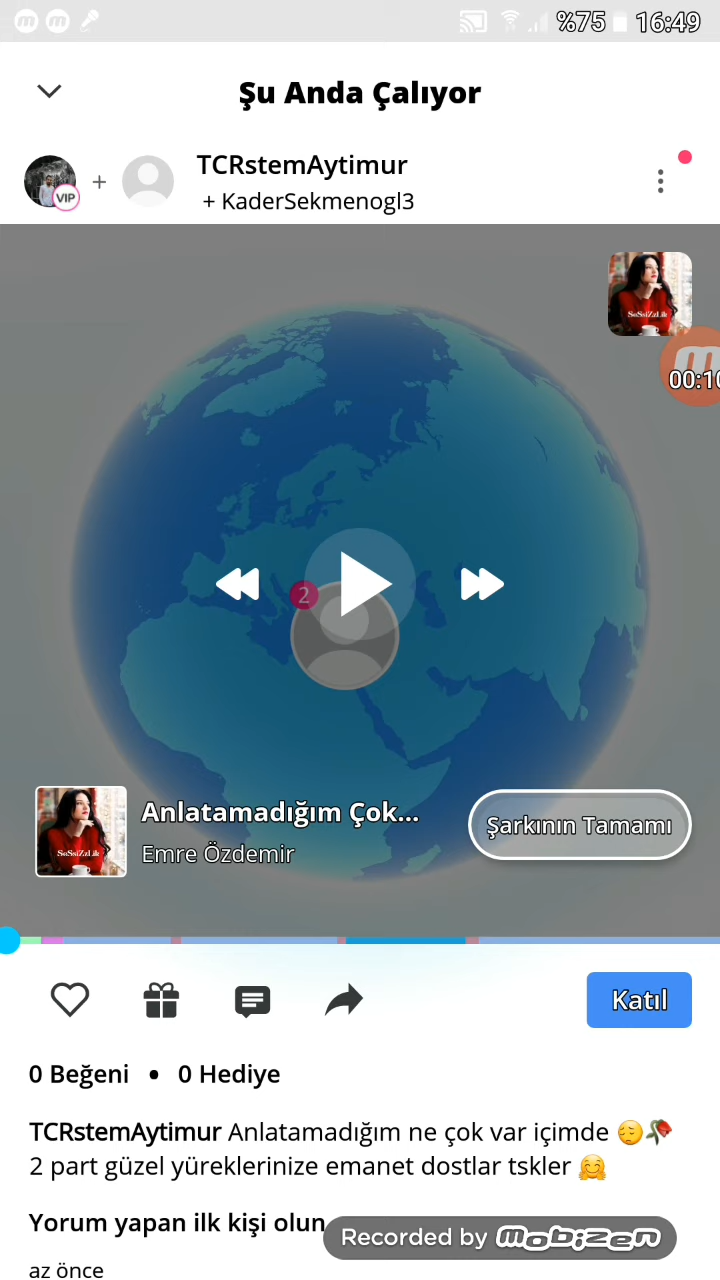 %75 16:49
Şu Anda Çalıyor
TCRstemAytimur
VIP
+ KaderSekmenogl3
SeSsiZzLik
00:10
2
Anlatamadığım Çok...
Emre Özdemir
SeSsiZzLik
Şarkının Tamamı
Katıl
0 Beğeni • 0 Hediye
TCRstemAytimur Anlatamadığım ne çok var içimde 😔🥀
2 part güzel yüreklerinize emanet dostlar tskler 🤗
Yorum yapan ilk kişi olun
Recorded by mobizen
az önce